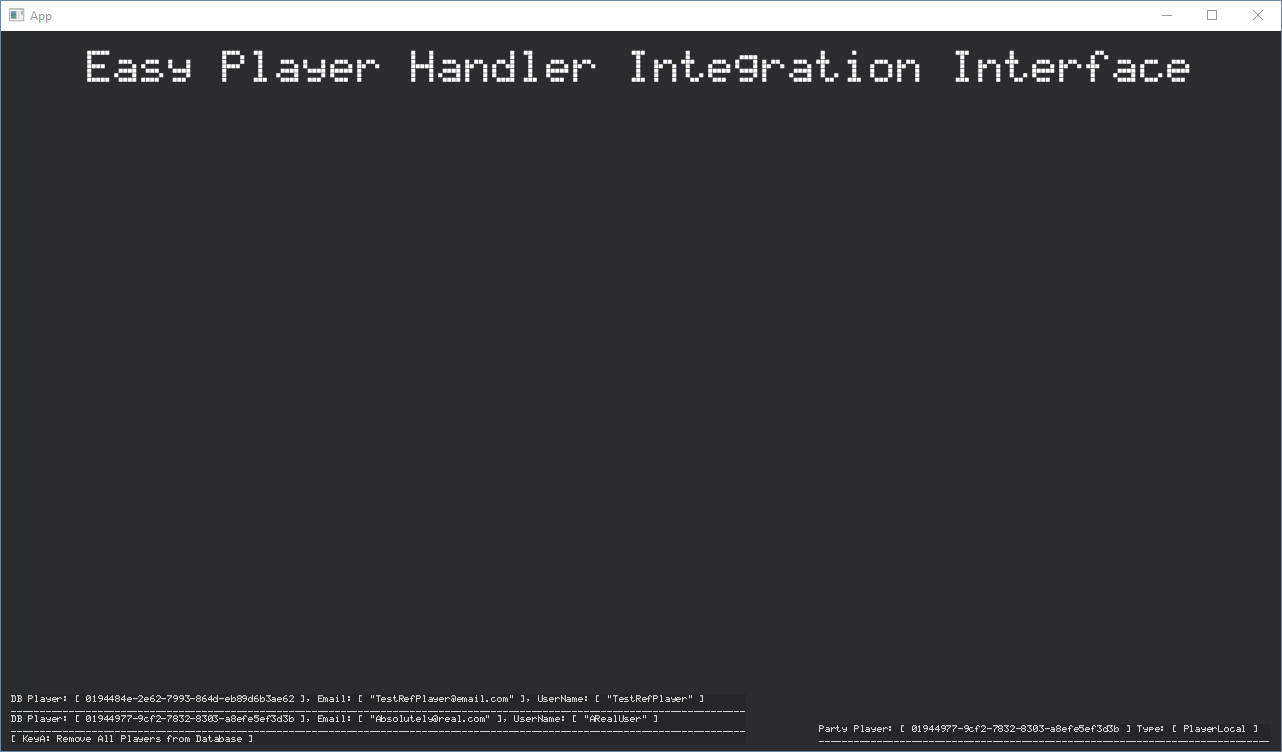 App
Easy Player Handler Integration Interface
DB Player: [ 0194484e-2e62-7993-864d-eb89d6b3ae62 ], Email: [ "TestRefPlayer@email.com" ], UserName: [ "TestRefPlayer" ]
DB Player: [ 01944977-9cf2-7832-8303-a8efe5ef3d3b ], Email: [ "Absolutely@real.com" ], UserName: [ "ARealUser" ]
[ KeyA: Remove All Players from Database ]
Party Player: [ 01944977-9cf2-7832-8303-a8efe5ef3d3b ] Type: [ PlayerLocal ]